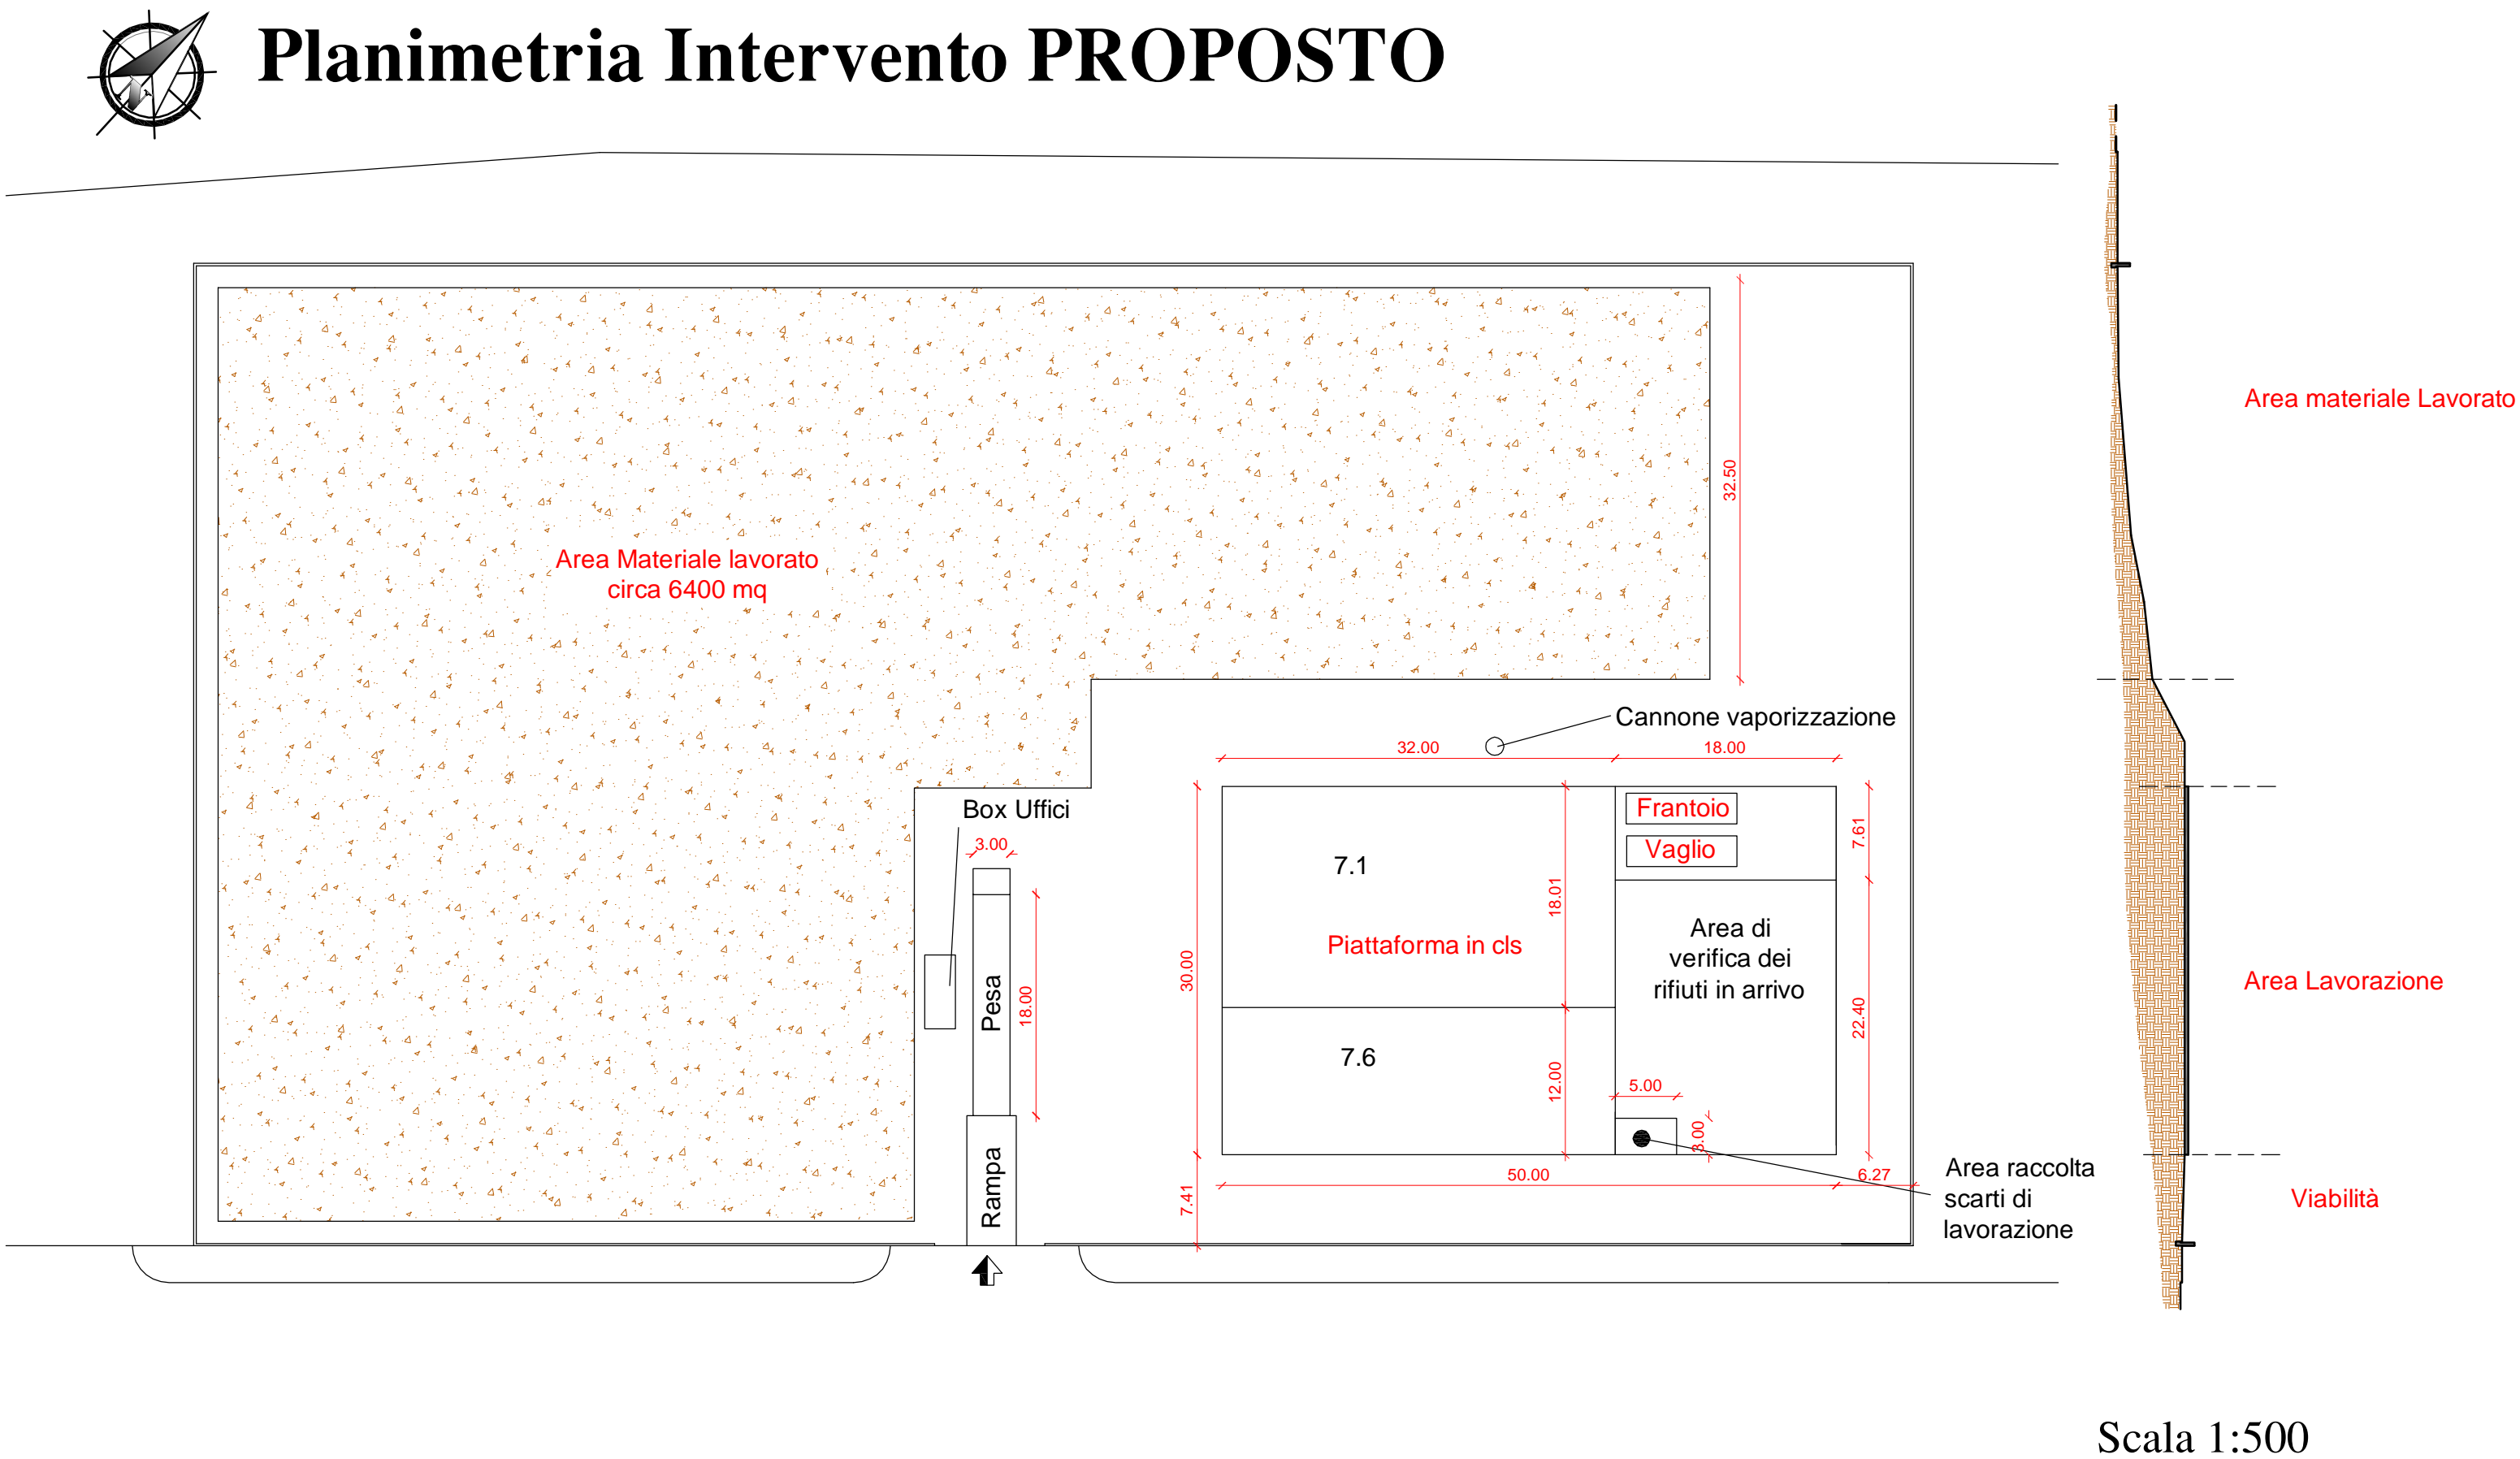 Planimetria Intervento PROPOSTO
Area materiale Lavorato
32.50
Area Materiale lavorato
circa 6400 mq
Cannone vaporizzazione
32.00
18.00
Box Uffici
3.00
Frantoio
7.61
Vaglio
7.1
18.01
Area di
verifica dei
rifiuti in arrivo
Piattaforma in cls
30.00
Pesa
18.00
22.40
Area Lavorazione
7.6
12.00
5.00
3.00
Rampa
7.41
50.00
6.27
Area raccolta
scarti di
lavorazione
Viabilità
Scala 1:500